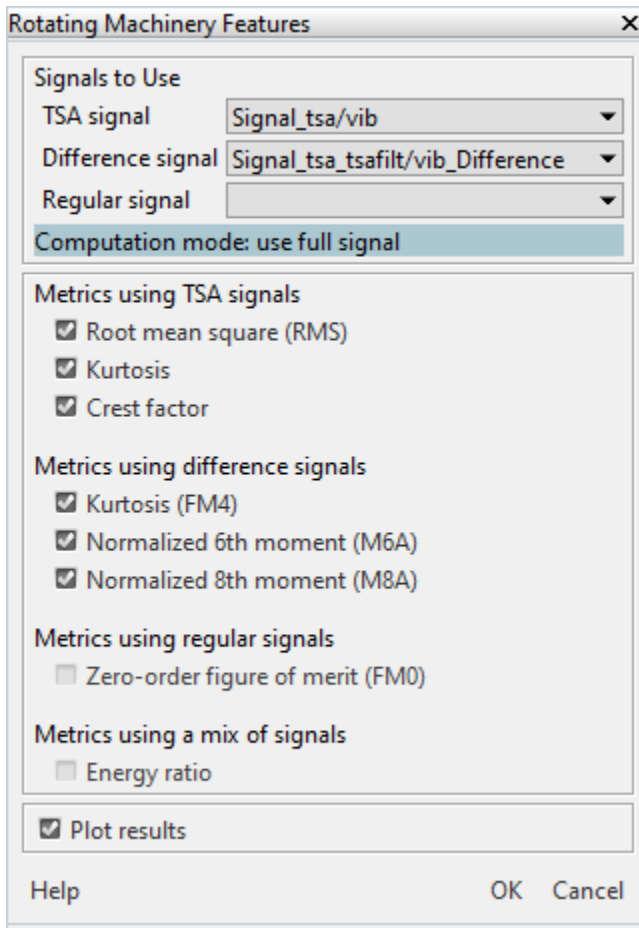 Rotating Machinery Features ×
Signals to Use
TSA signal Signal_tsa/vib
Difference signal Signal_tsa_tsafilt/vib_Difference
Regular signal
Computation mode: use full signal
Metrics using TSA signals
Root mean square (RMS)
Kurtosis
Crest factor
Metrics using difference signals
Kurtosis (FM4)
Normalized 6th moment (M6A)
Normalized 8th moment (M8A)
Metrics using regular signals
Zero-order figure of merit (FM0)
Metrics using a mix of signals
Energy ratio
Plot results
Help OK Cancel